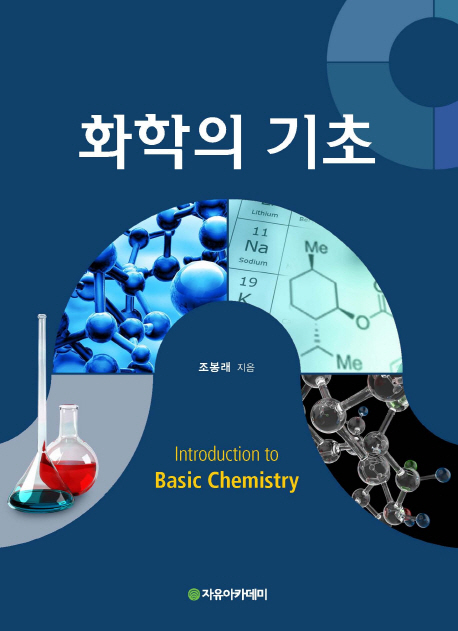 화학의 기초
Lithium
11
Na
Sodium
19
K
Me
O
Me
조봉래 지음
Introduction to
Basic Chemistry
자유아카데미